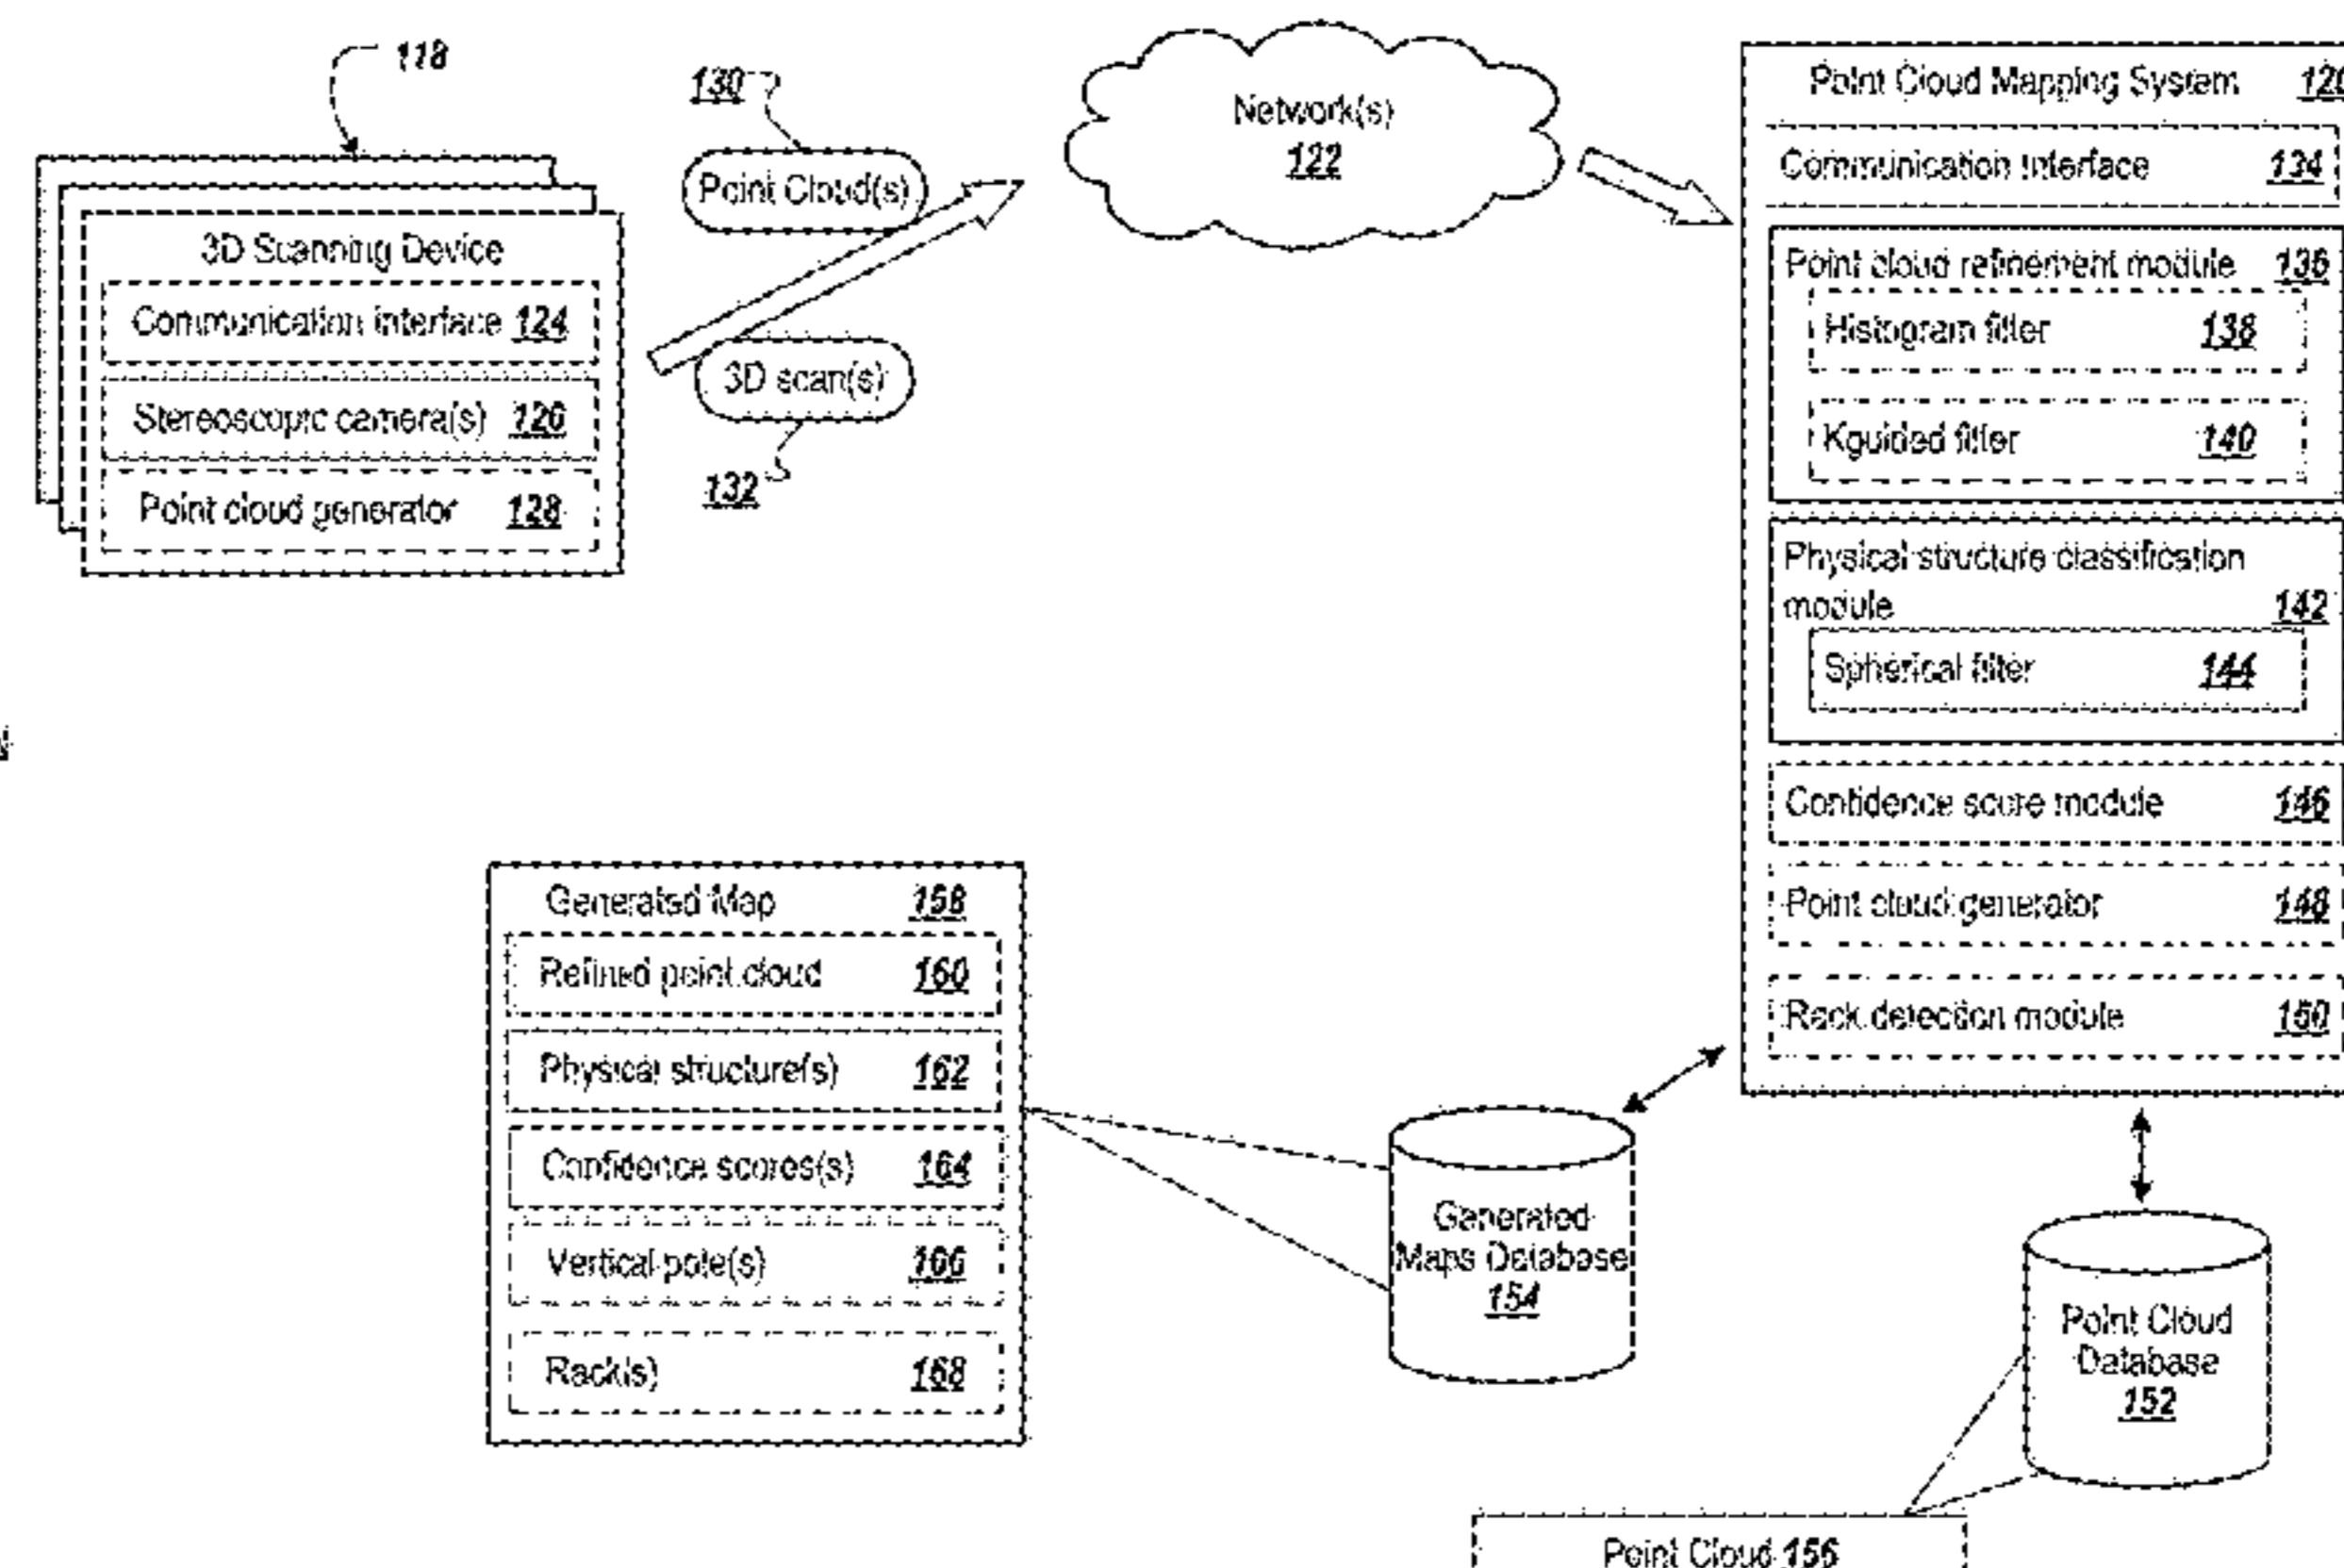 118
130
Point Cloud(s)
Network(s)
122
3D Scanning Device
Communication interface 124
Stereoscopic camera(s) 126
Point cloud generator 128
3D scan(s)
132
Point Cloud Mapping System 120
Communication Interface 134
Point cloud refinement module 136
Histogram filter 138
Kguided filter 140
Physical structure classification
module 142
Spherical filter 144
Confidence score module 146
Point cloud generator 148
Rack detection module 150
Generated Map 158
Refined point cloud 160
Physical structure(s) 162
Confidence scores(s) 164
Vertical pole(s) 166
Rack(s) 168
Generated
Maps Database
154
Point Cloud
Database
152
Point Cloud 156